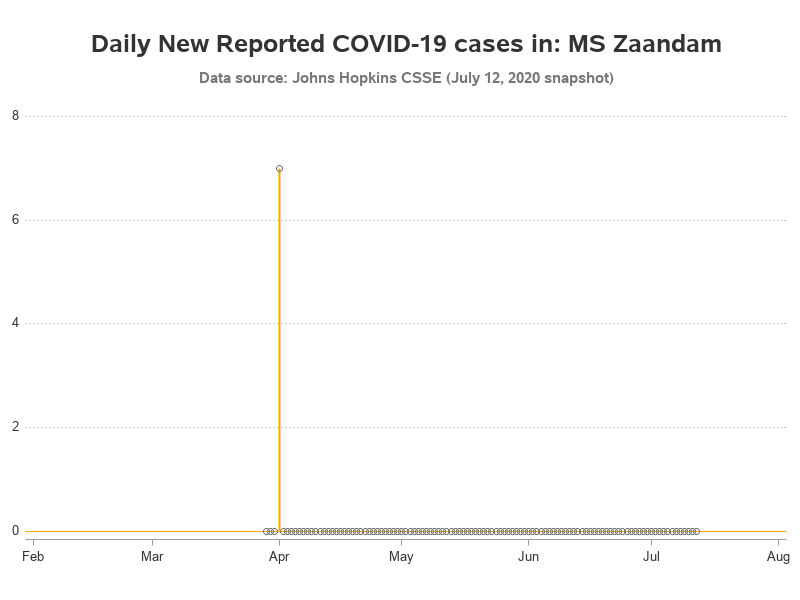 Daily New Reported COVID-19 cases in: MS Zaandam
Data source: Johns Hopkins CSSE (July 12, 2020 snapshot)
8
6
4
2
0
Feb Mar Apr May Jun Jul Aug